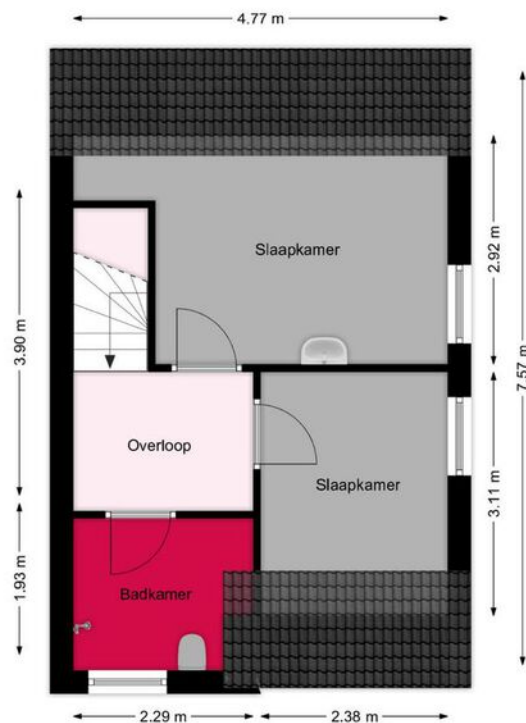 4.77 m
Slaapkamer
2.92 m
3.90 m
7.57 m
Overloop
Slaapkamer
3.11 m
1.93 m
Badkamer
2.29 m
2.38 m